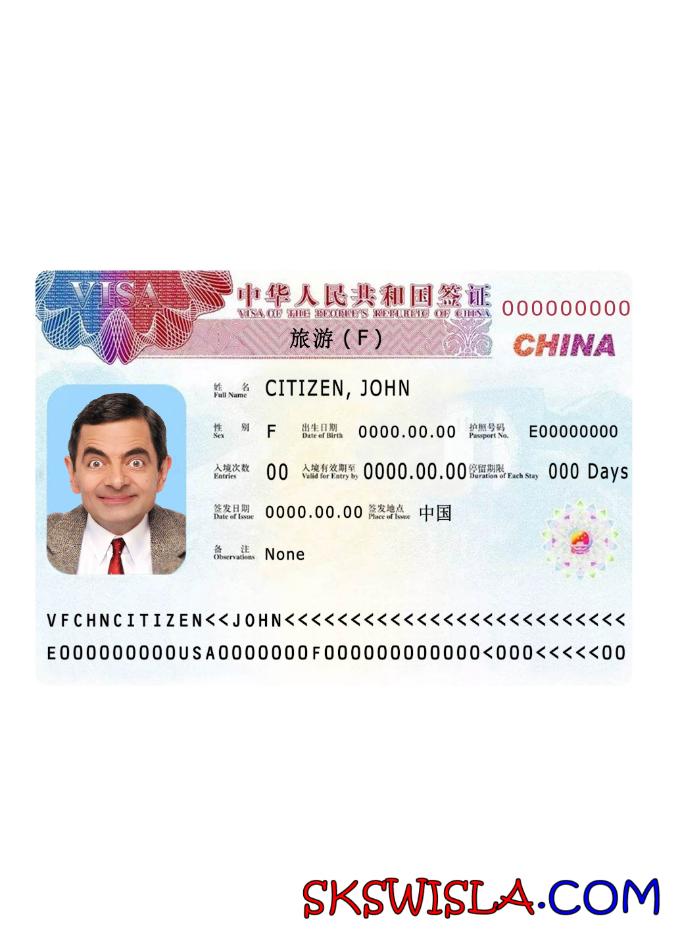 VISA
中华人民共和国签证
VISA OF THE PEOPLE'S REPUBLIC OF CHINA
000000000
旅游 (F)
CHINA
姓 名 CITIZEN, JOHN
Full Name
性 别 F 出生日期 0000.00.00 护照号码 E00000000
Sex Date of Birth Passport No.
入境次数 00 入境有效期至 0000.00.00 停留期限 000 Days
Entries Valid for Entry by Duration of Each Stay
签发日期 0000.00.00 签发地点 中国
Date of Issue Place of Issue
备 注 None
Observations
VFCHNCITIZEN<<JOHN<<<<<<<<<<<<<<<<<<<<<<<<<<
E000000000USA0000000F000000000000<000<<<<<00
SKSWISLA.COM